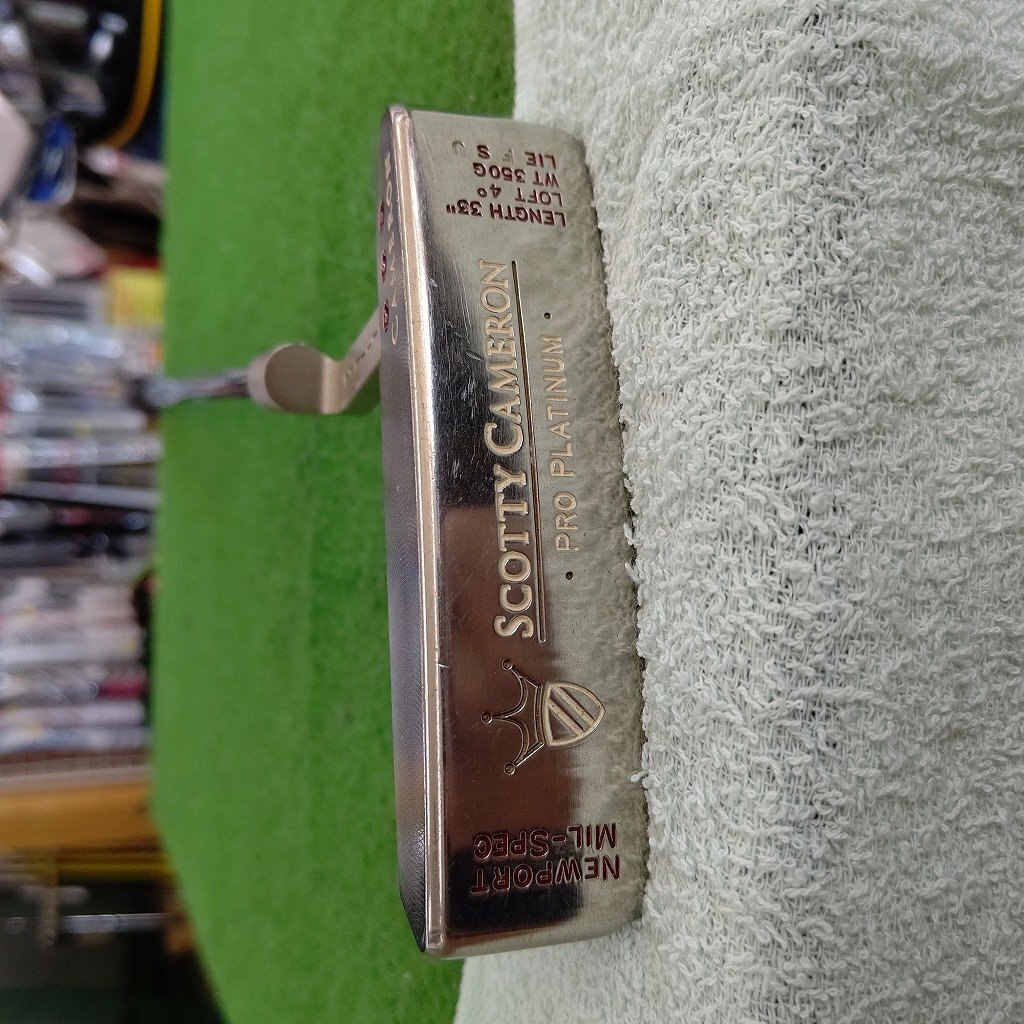 SCOTTY CAMERON
· PRO PLATINUM ·
NEWPORT
MIL-SPEC
LENGTH 33"
LOFT 4°
WT 350G
LIE F S U